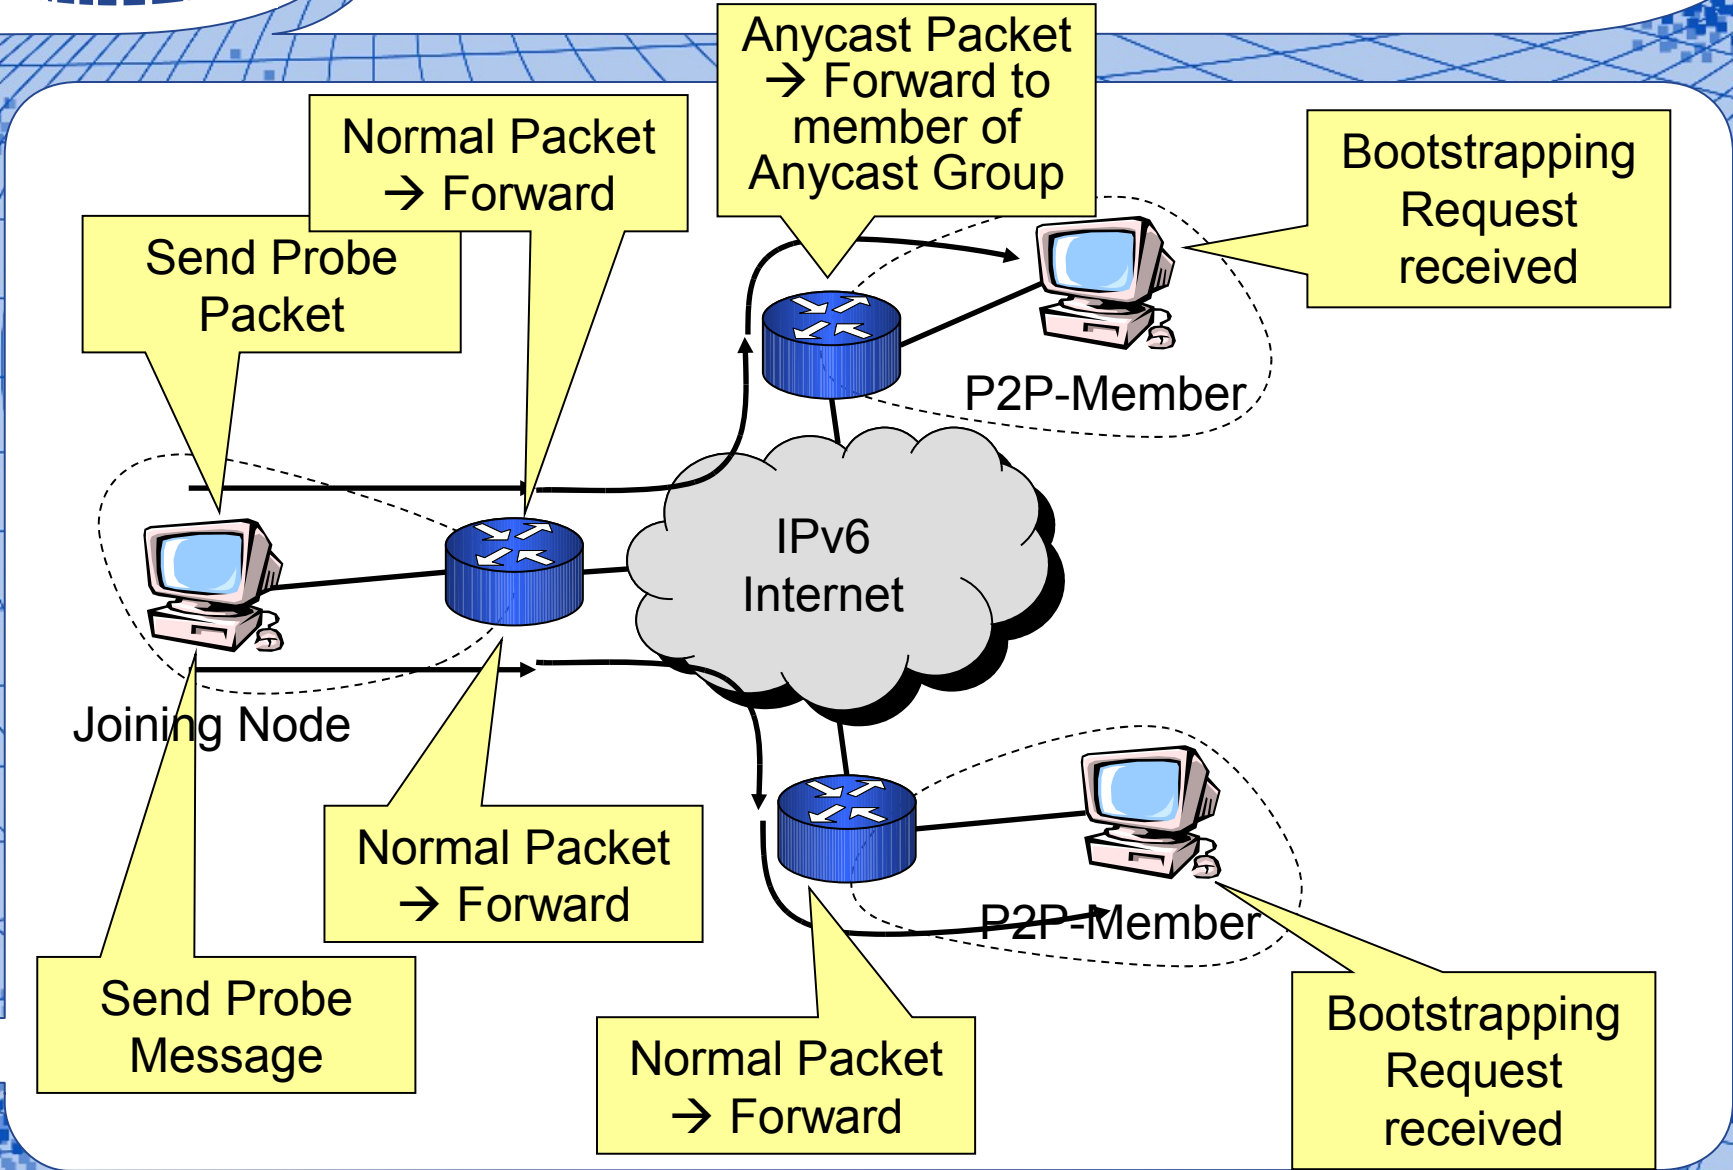 Anycast Packet
→ Forward to
member of
Anycast Group
Normal Packet
→ Forward
Bootstrapping
Request
received
Send Probe
Packet
P2P-Member
IPv6
Internet
Joining Node
Normal Packet
→ Forward
P2P-Member
Send Probe
Message
Normal Packet
→ Forward
Bootstrapping
Request
received